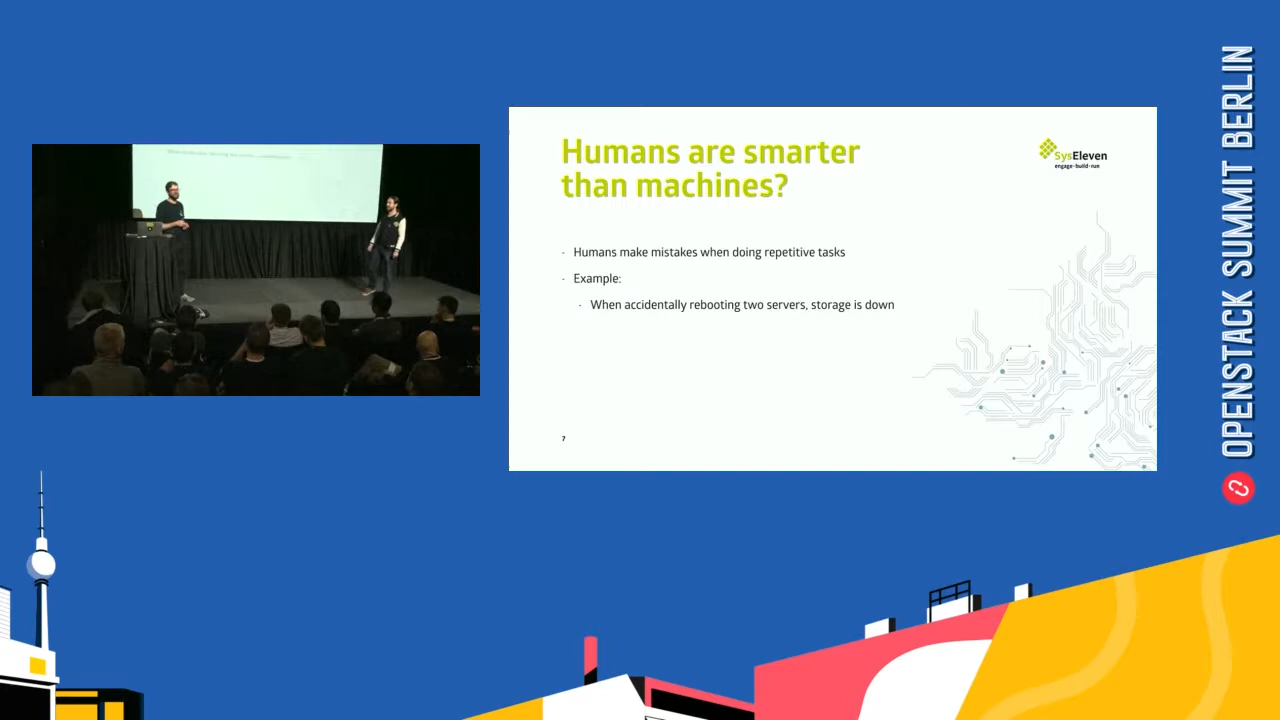 Humans are smarter
than machines?
SysEleven
engage·build·run
- Humans make mistakes when doing repetitive tasks
- Example:
- When accidentally rebooting two servers, storage is down
7
OPENSTACK SUMMIT BERLIN